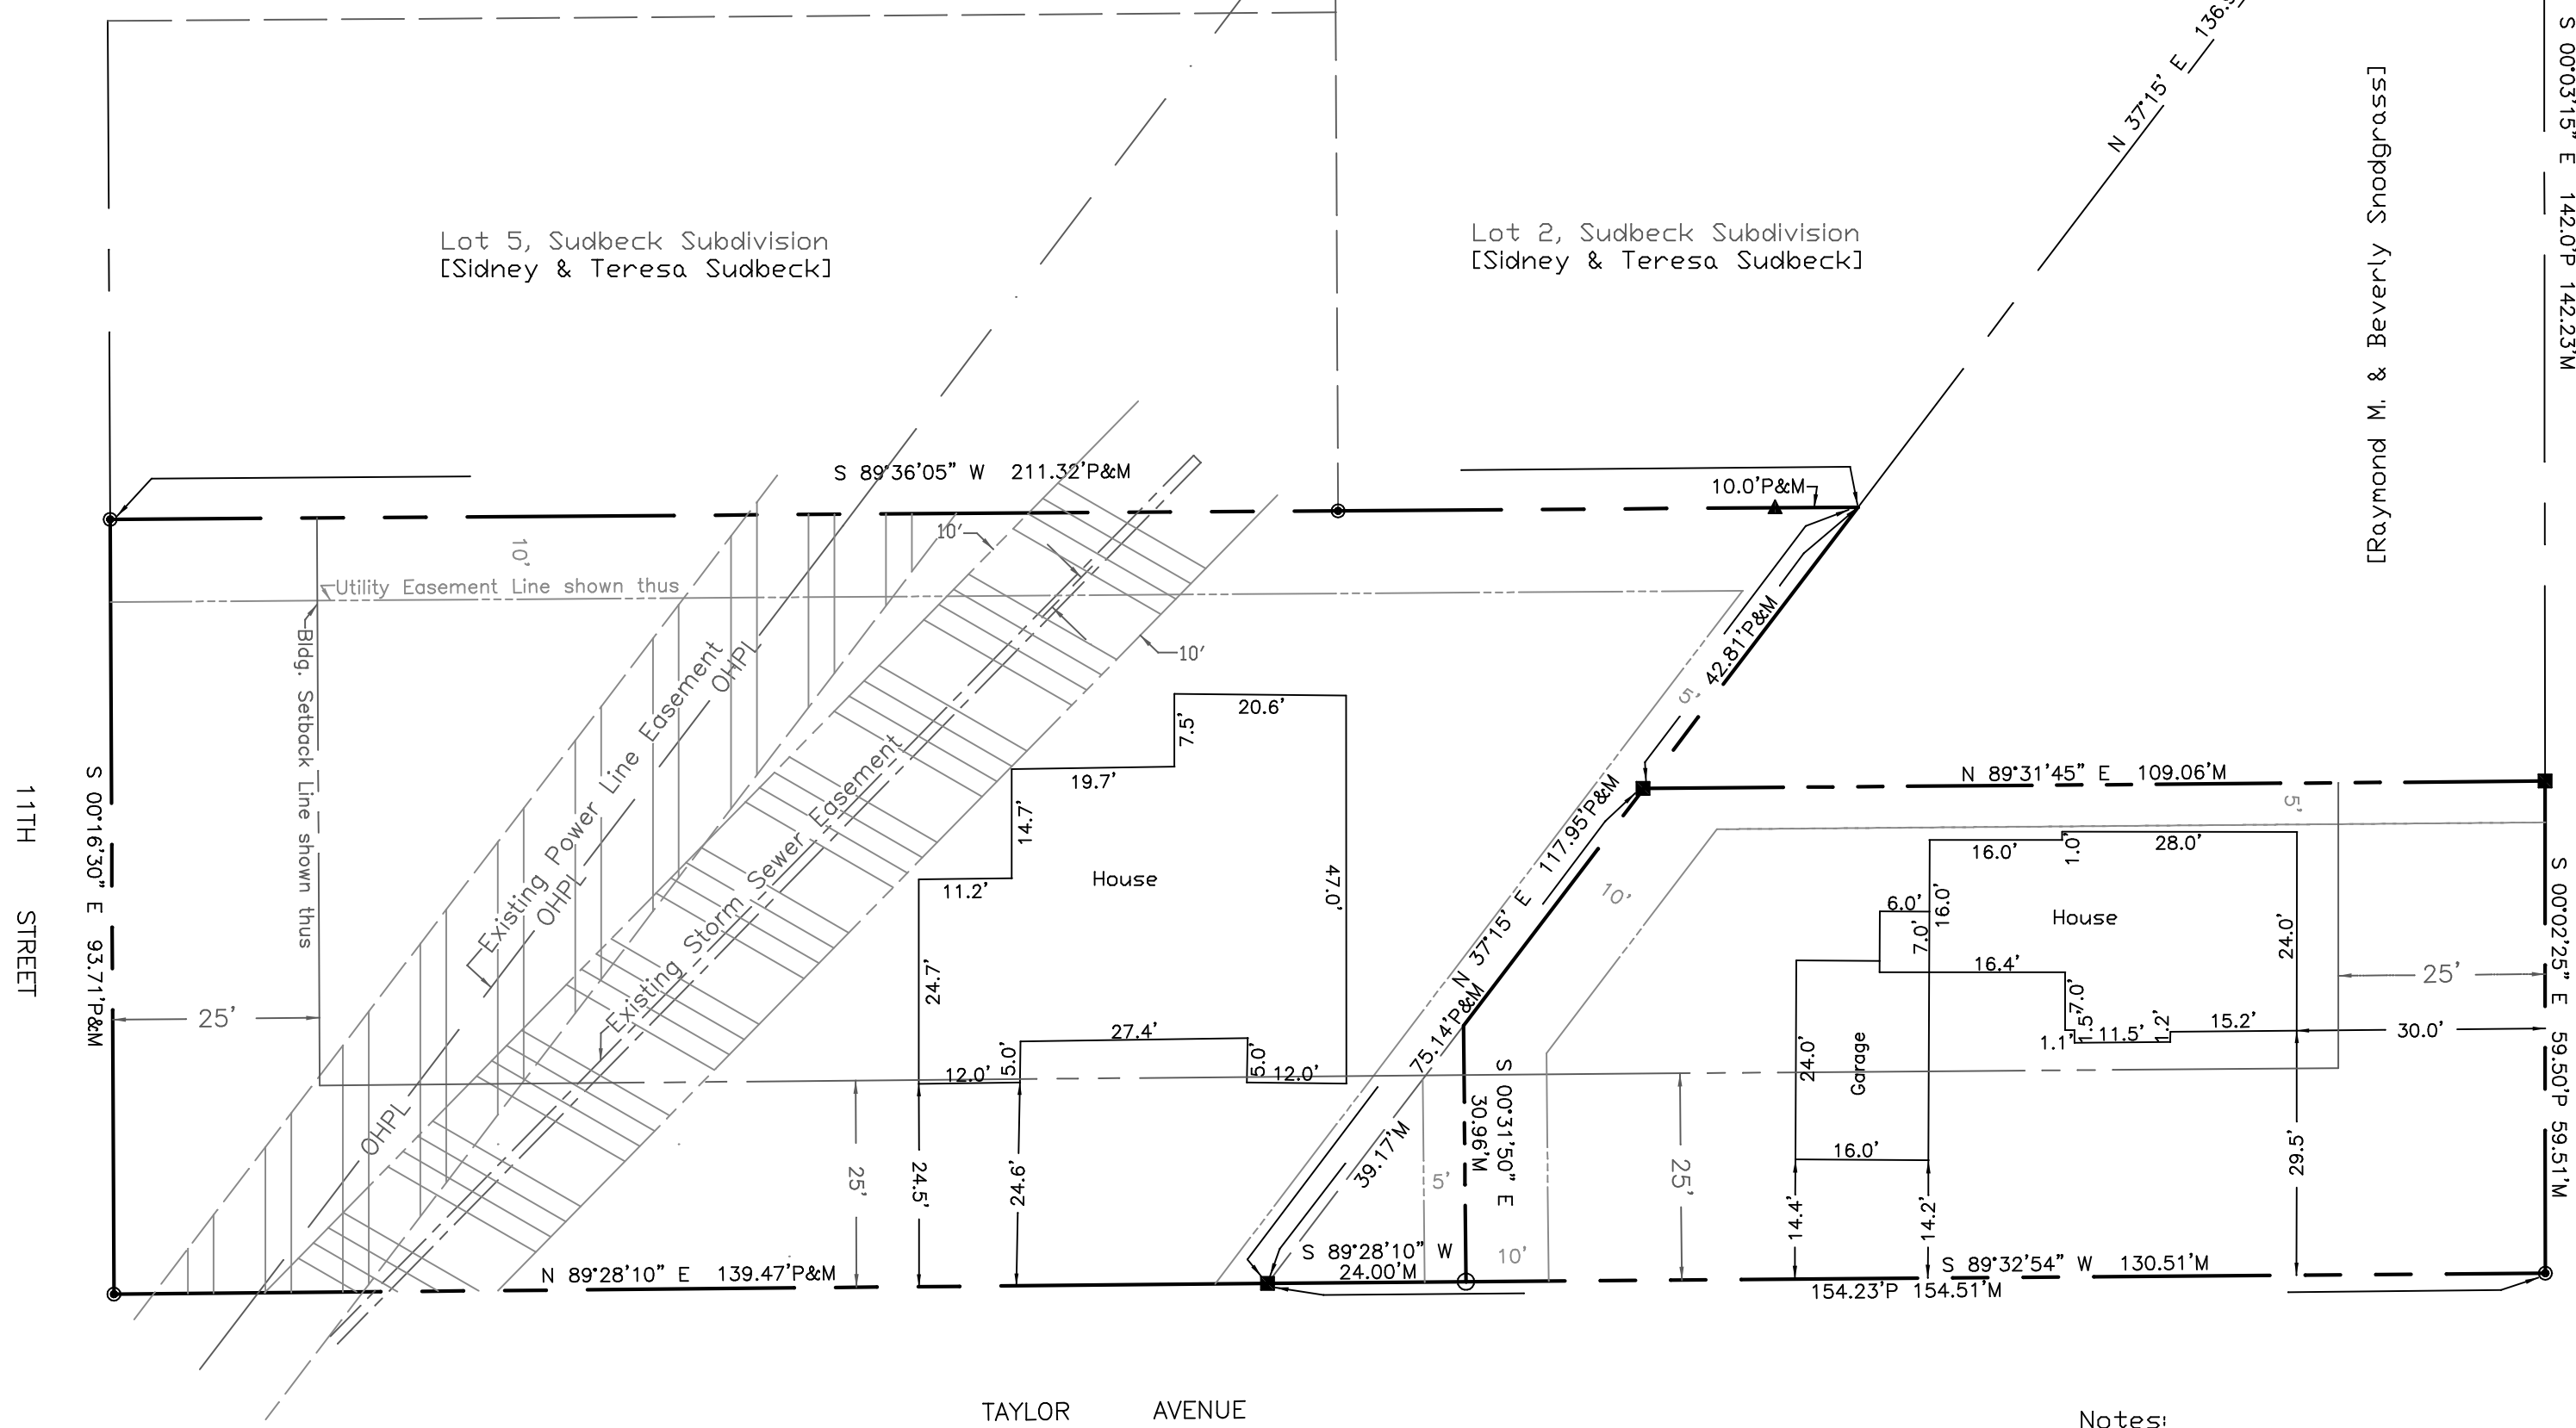 N 37°15' E
S 00°03'15" E 142.0'P 142.23'M
[Raymond M. & Beverly Snodgrass]
Lot 5, Sudbeck Subdivision
[Sidney & Teresa Sudbeck]
Lot 2, Sudbeck Subdivision
[Sidney & Teresa Sudbeck]
S 89°36'05" W 211.32'P&M
10.0'P&M
10'
10'
Utility Easement Line shown thus
Bldg. Setback Line shown thus
10'
Existing Power Line Easement
OHPL
OHPL
OHPL
Existing Storm Sewer Easement
42.81'P&M
5'
20.6'
7.5'
19.7'
14.7'
House
47.0'
11.2'
24.7'
27.4'
12.0'
5.0'
5.0'
12.0'
N 37°15' E 117.95'P&M
75.14'P&M
39.17'M
N 89°31'45" E 109.06'M
5'
10'
16.0'
1.0'
28.0'
6.0'
16.0'
7.0'
House
24.0'
16.4'
7.0'
1.5'
1.1'
11.5'
1.2'
15.2'
25'
30.0'
24.0'
Garage
16.0'
29.5'
14.4'
14.2'
11TH STREET
S 00°16'30" E 93.71'P&M
25'
25'
24.5'
24.6'
5'
S 00°31'50" E
30.96'M
10'
25'
S 00°02'25" E 59.50'P 59.51'M
N 89°28'10" E 139.47'P&M
S 89°28'10" W
24.00'M
S 89°32'54" W 130.51'M
154.23'P 154.51'M
TAYLOR AVENUE
Notes: